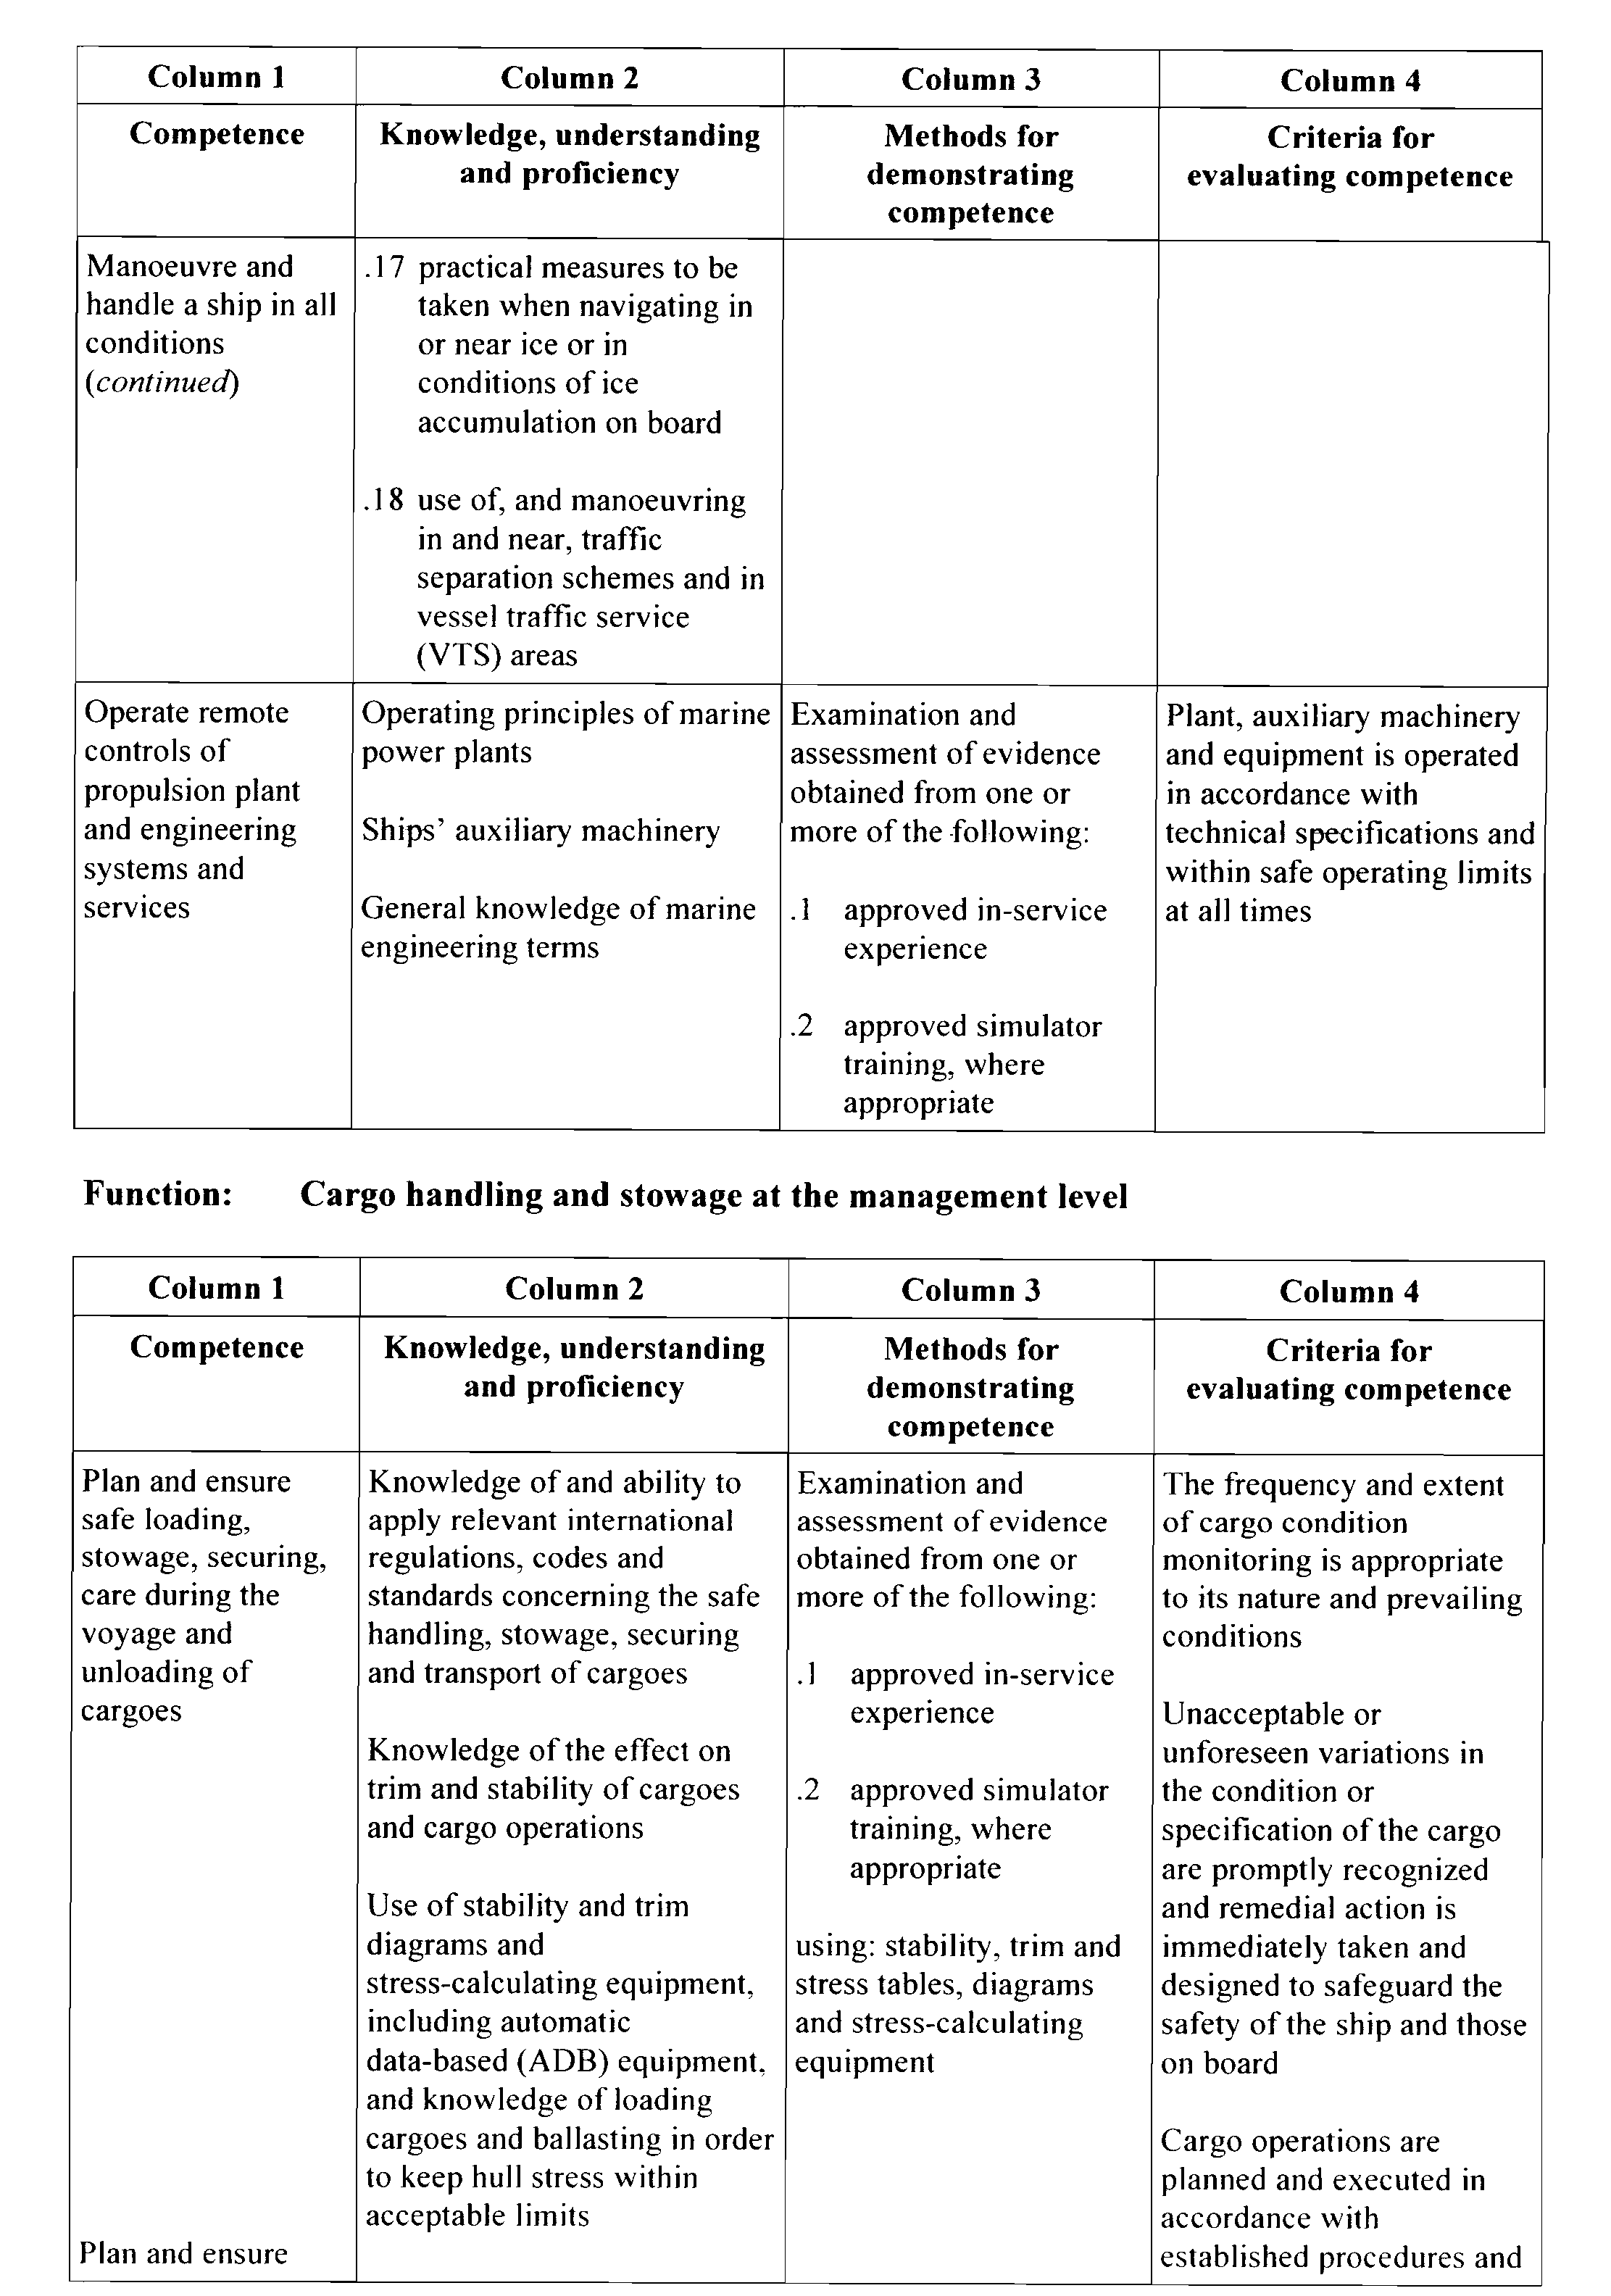 Column 1
Column 2
Column 3
Column 4
Competence
Knowledge, understanding
and proficiency
Methods for
demonstrating
competence
Criteria for
evaluating competence
Manoeuvre and
handle a ship in all
conditions
(continued)
.17 practical measures to be
taken when navigating in
or near ice or in
conditions of ice
accumulation on board
.18 use of, and manoeuvring
in and near, traffic
separation schemes and in
vessel traffic service
(VTS) areas
Operate remote
controls of
propulsion plant
and engineering
systems and
services
Operating principles of marine
power plants
Ships' auxiliary machinery
General knowledge of marine
engineering terms
Examination and
assessment of evidence
obtained from one or
more of the following:
.1 approved in-service
experience
.2 approved simulator
training, where
appropriate
Plant, auxiliary machinery
and equipment is operated
in accordance with
technical specifications and
within safe operating limits
at all times
Function: Cargo handling and stowage at the management level
Column 1
Column 2
Column 3
Column 4
Competence
Knowledge, understanding
and proficiency
Methods for
demonstrating
competence
Criteria for
evaluating competence
Plan and ensure
safe loading,
stowage, securing,
care during the
voyage and
unloading of
cargoes
Plan and ensure
Knowledge of and ability to
apply relevant international
regulations, codes and
standards concerning the safe
handling, stowage, securing
and transport of cargoes
Knowledge of the effect on
trim and stability of cargoes
and cargo operations
Use of stability and trim
diagrams and
stress-calculating equipment,
including automatic
data-based (ADB) equipment,
and knowledge of loading
cargoes and ballasting in order
to keep hull stress within
acceptable limits
Examination and
assessment of evidence
obtained from one or
more of the following:
.1 approved in-service
experience
.2 approved simulator
training, where
appropriate
using: stability, trim and
stress tables, diagrams
and stress-calculating
equipment
The frequency and extent
of cargo condition
monitoring is appropriate
to its nature and prevailing
conditions
Unacceptable or
unforeseen variations in
the condition or
specification of the cargo
are promptly recognized
and remedial action is
immediately taken and
designed to safeguard the
safety of the ship and those
on board
Cargo operations are
planned and executed in
accordance with
established procedures and